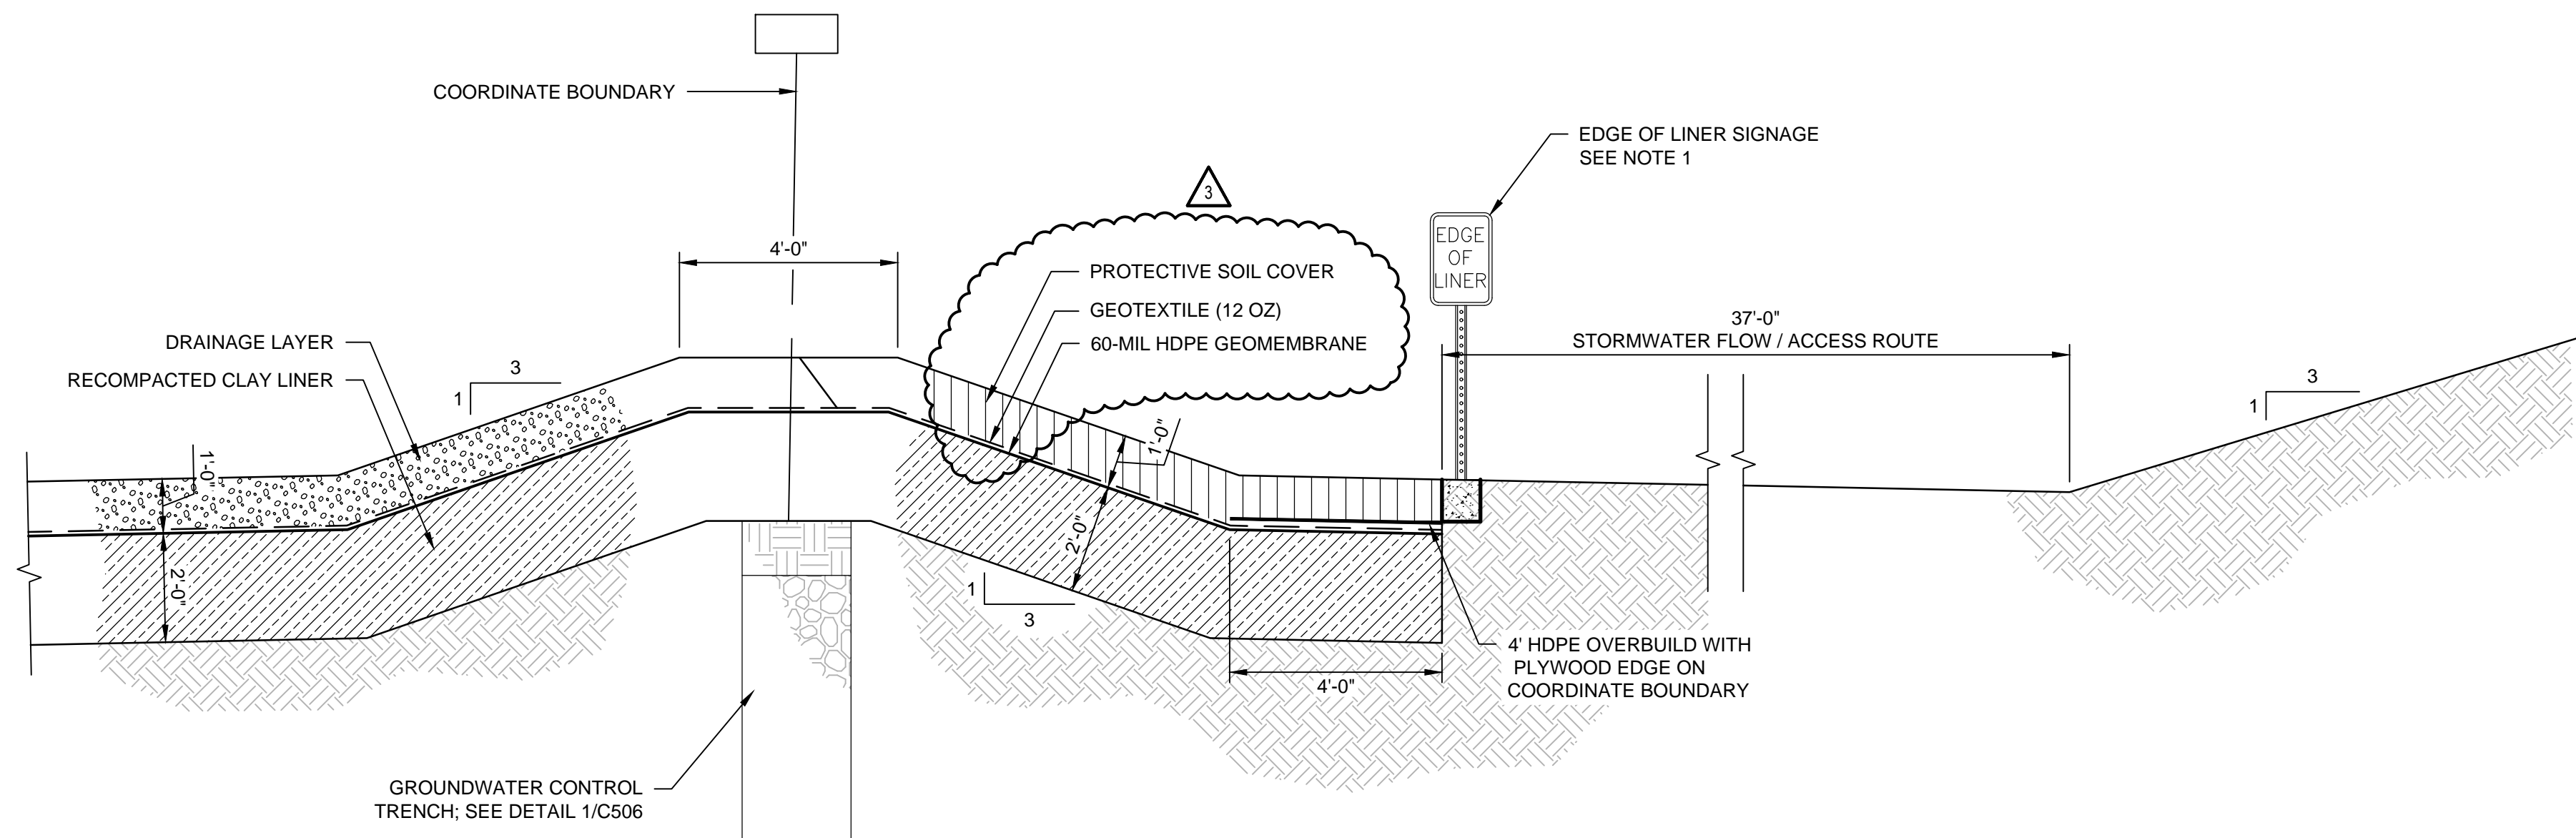 COORDINATE BOUNDARY
EDGE OF LINER SIGNAGE
SEE NOTE 1
3
EDGE
OF
LINER
4'-0"
PROTECTIVE SOIL COVER
GEOTEXTILE (12 OZ)
60-MIL HDPE GEOMEMBRANE
37'-0"
STORMWATER FLOW / ACCESS ROUTE
DRAINAGE LAYER
RECOMPACTED CLAY LINER
3
1
3
1
1'-0"
1'-0"
2'-0"
2'-0"
1
3
4'-0"
4' HDPE OVERBUILD WITH
PLYWOOD EDGE ON
COORDINATE BOUNDARY
GROUNDWATER CONTROL
TRENCH; SEE DETAIL 1/C506